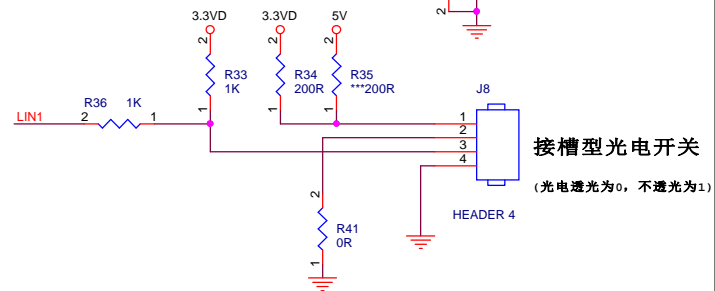 2
3.3VD 3.3VD 5V
2 2 2
R33 R34 R35
1K 200R ***200R
J8
R36 1K
1 1 1
LIN1 2 1
1
2
3
4
接槽型光电开关
(光电透光为0，不透光为1)
2
HEADER 4
R41
0R
1